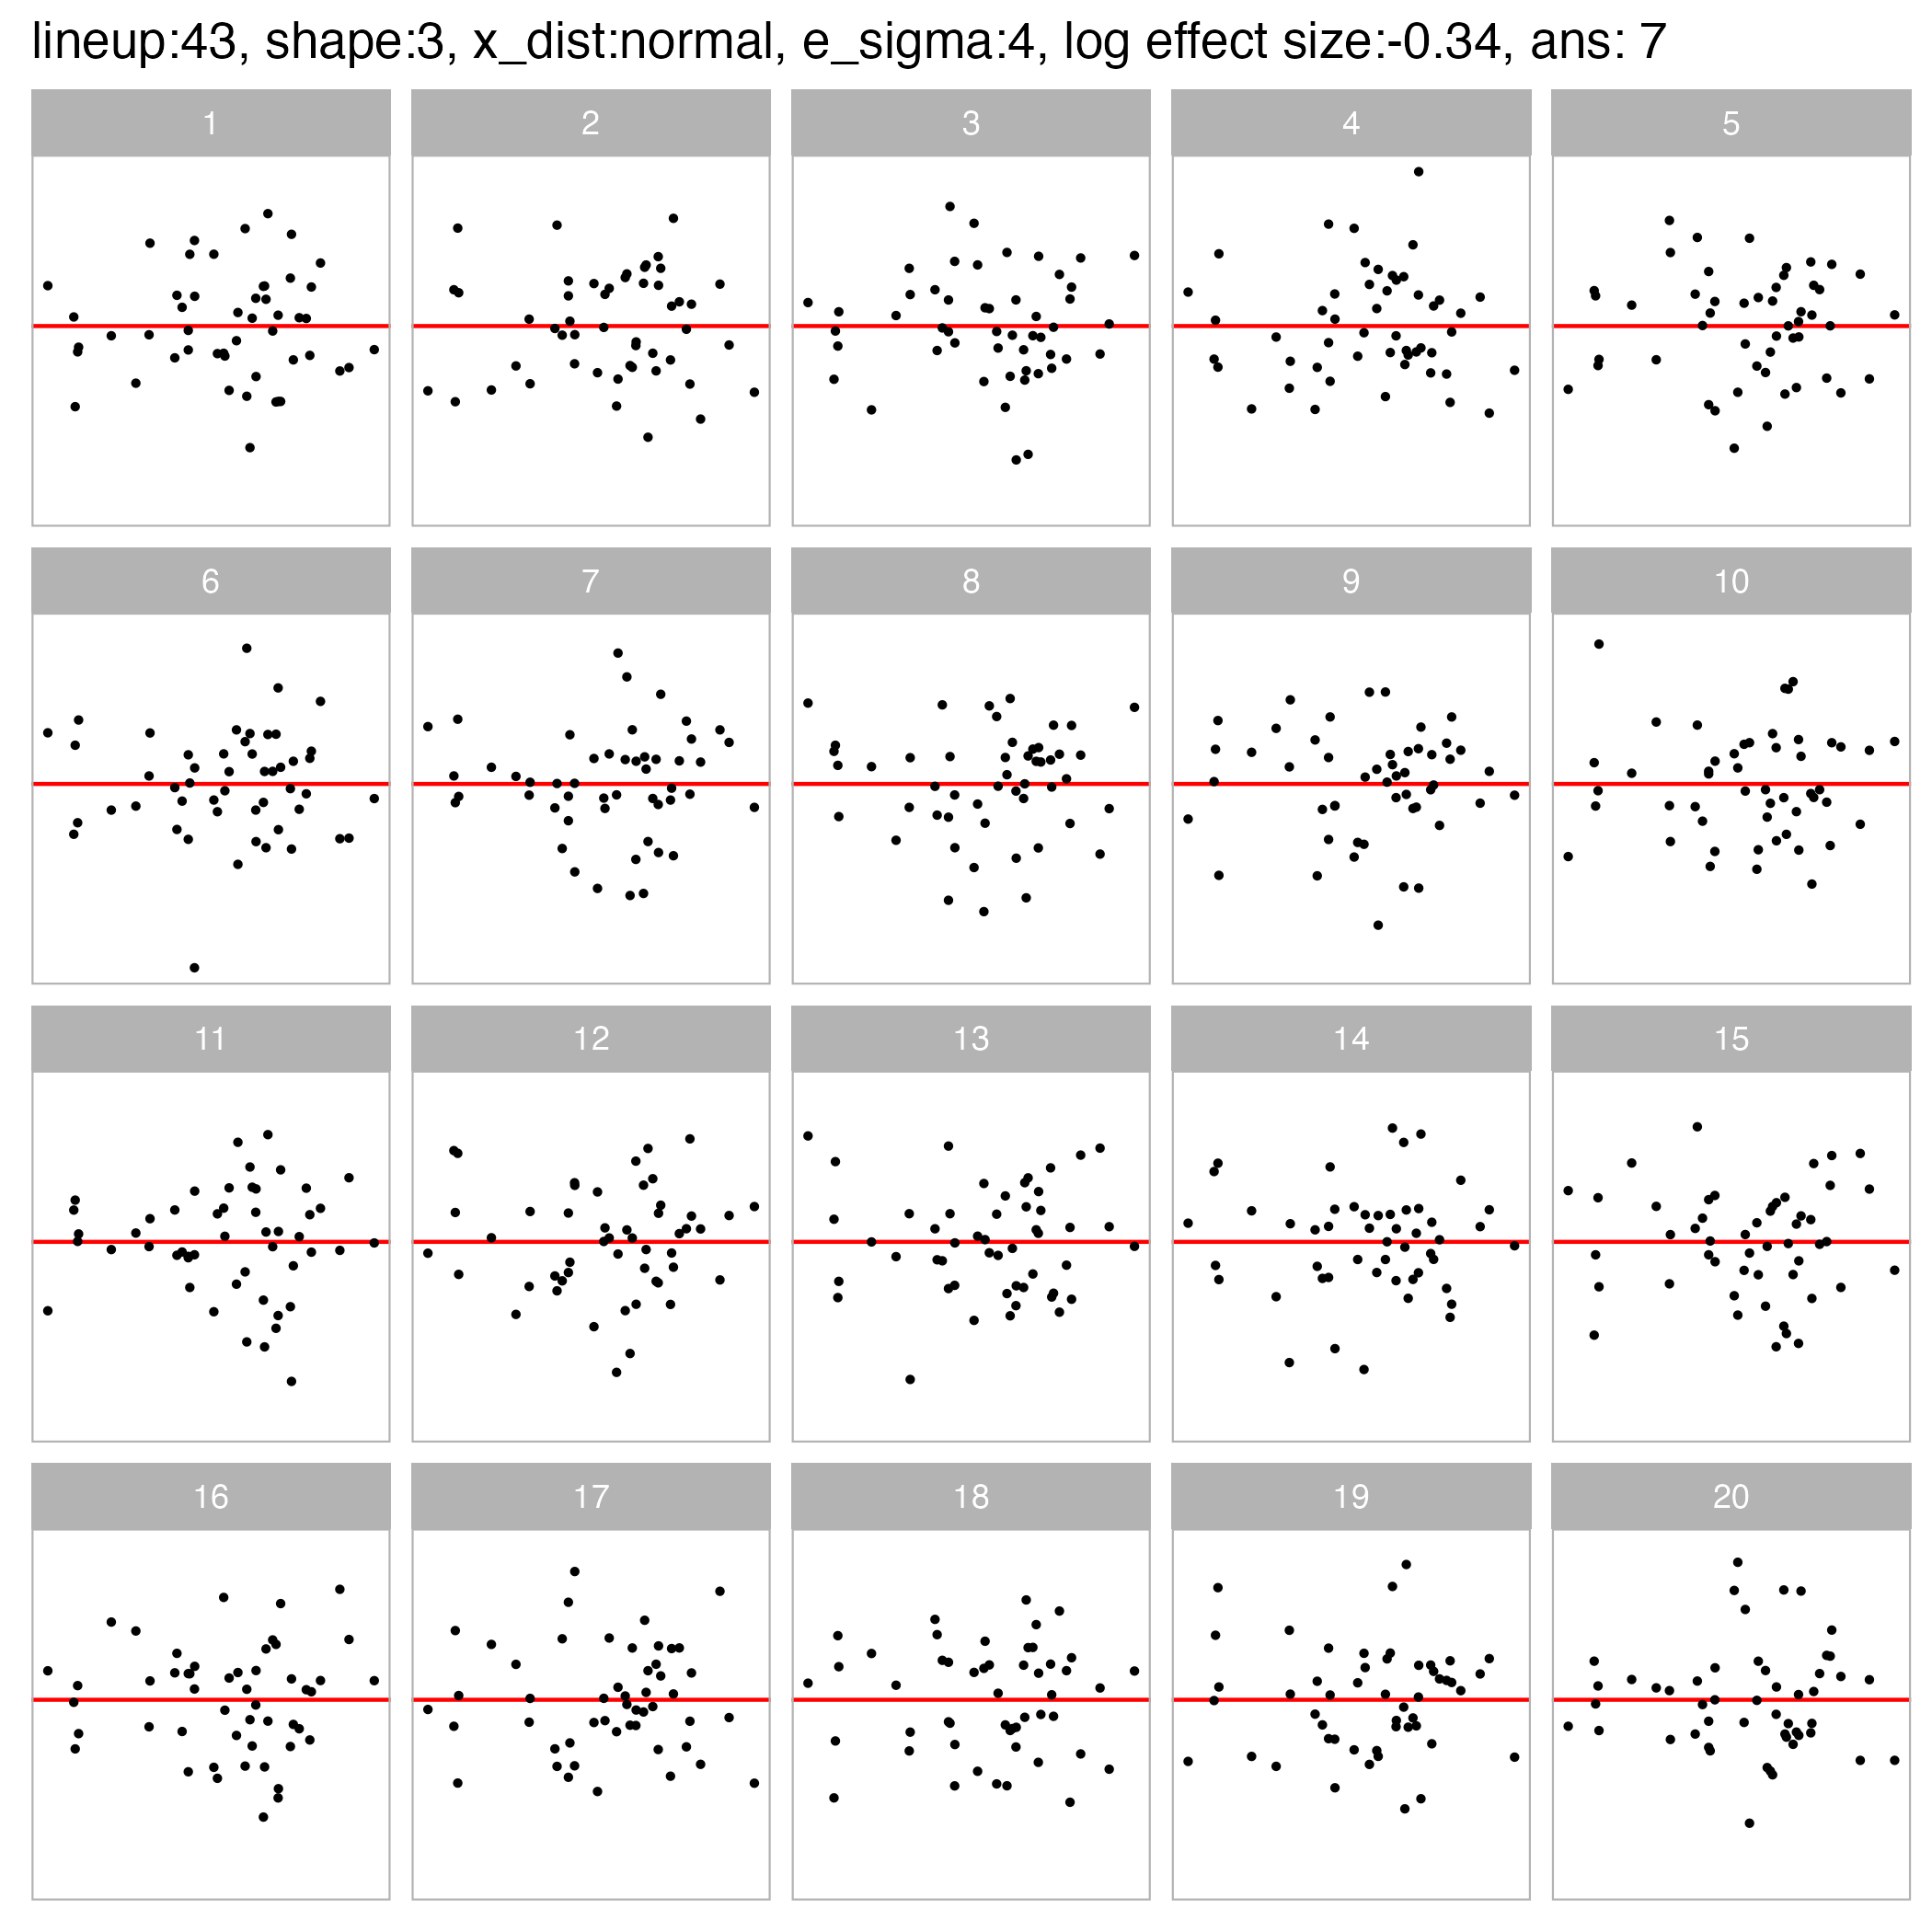 lineup:43, shape:3, x_dist:normal, e_sigma:4, log effect size:-0.34, ans: 7
1 2 3 4 5
6 7 8 9 10
11 12 13 14 15
16 17 18 19 20